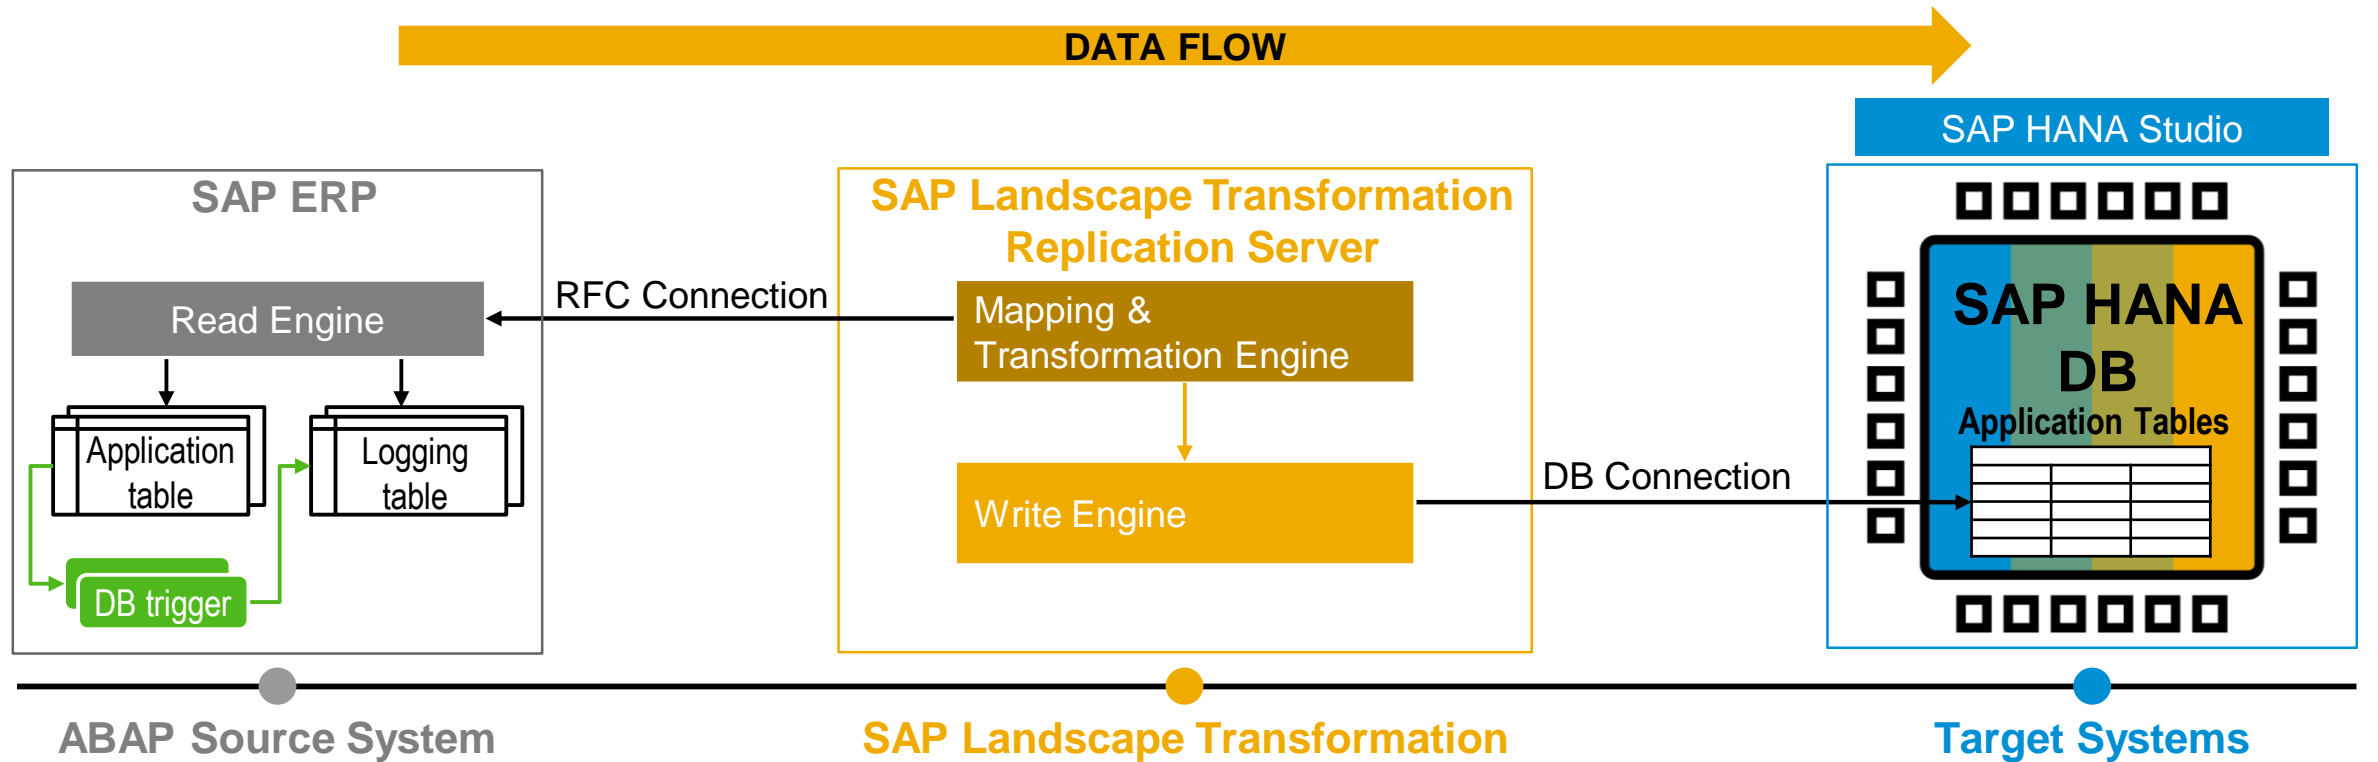 DATA FLOW
SAP HANA Studio
SAP ERP
Read Engine
Application
table
Logging
table
DB trigger
RFC Connection
SAP Landscape Transformation
Replication Server
Mapping &
Transformation Engine
Write Engine
DB Connection
SAP HANA
DB
Application Tables
ABAP Source System
SAP Landscape Transformation
Target Systems